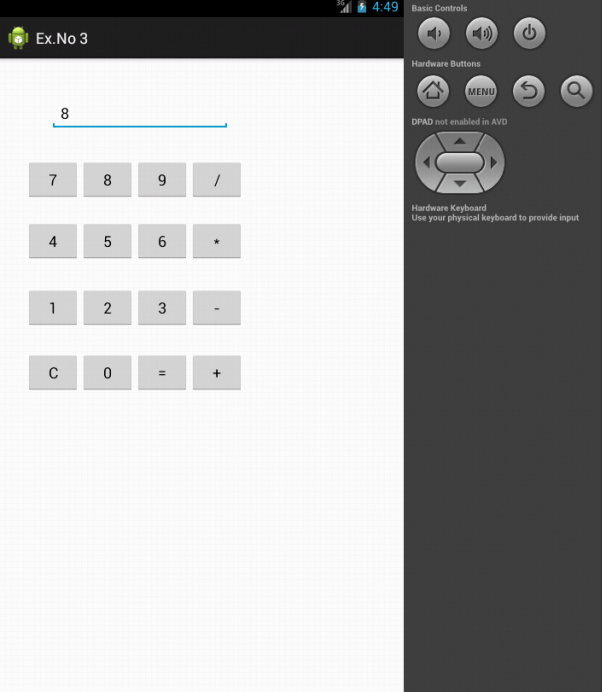 3G 4:49
Ex.No 3
8
7 8 9 /
4 5 6 *
1 2 3 -
C 0 = +
Basic Controls
Hardware Buttons
MENU
DPAD not enabled in AVD
Hardware Keyboard
Use your physical keyboard to provide input